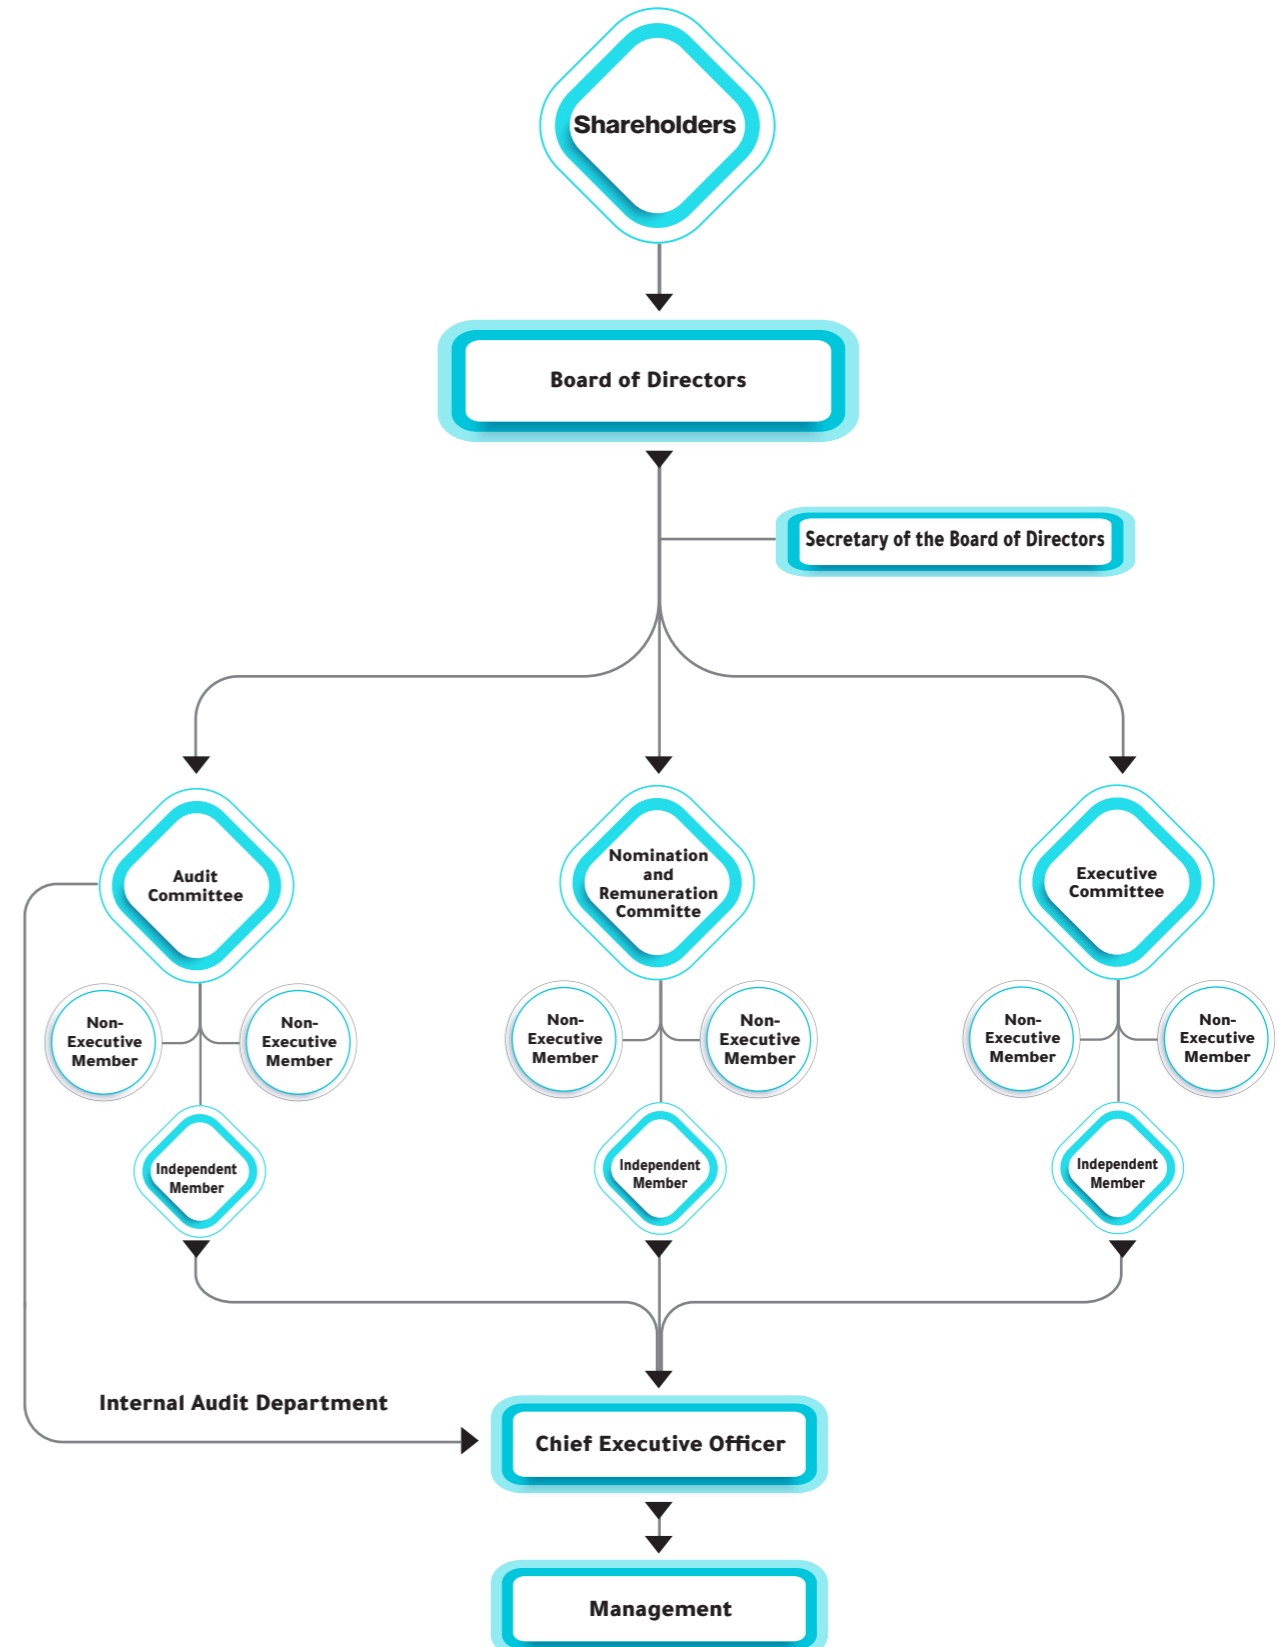 Shareholders
Board of Directors
Secretary of the Board of Directors
Audit
Committee
Nomination
and
Remuneration
Committe
Executive
Committee
Non-
Executive
Member
Non-
Executive
Member
Non-
Executive
Member
Non-
Executive
Member
Non-
Executive
Member
Non-
Executive
Member
Independent
Member
Independent
Member
Independent
Member
Internal Audit Department
Chief Executive Officer
Management